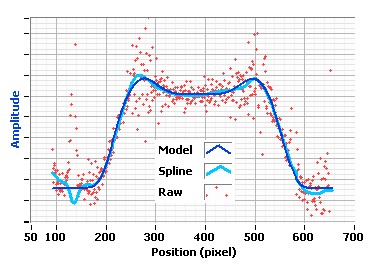 Amplitude
Model
Spline
Raw
50 100 200 300 400 500 600 700
Position (pixel)